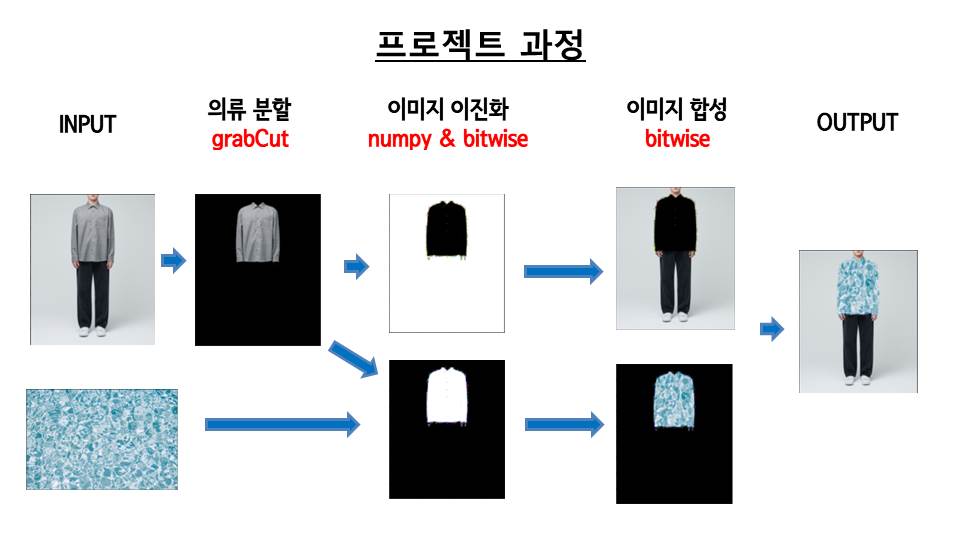 프로젝트 과정
INPUT
의류 분할
grabCut
이미지 이진화
numpy & bitwise
이미지 합성
bitwise
OUTPUT